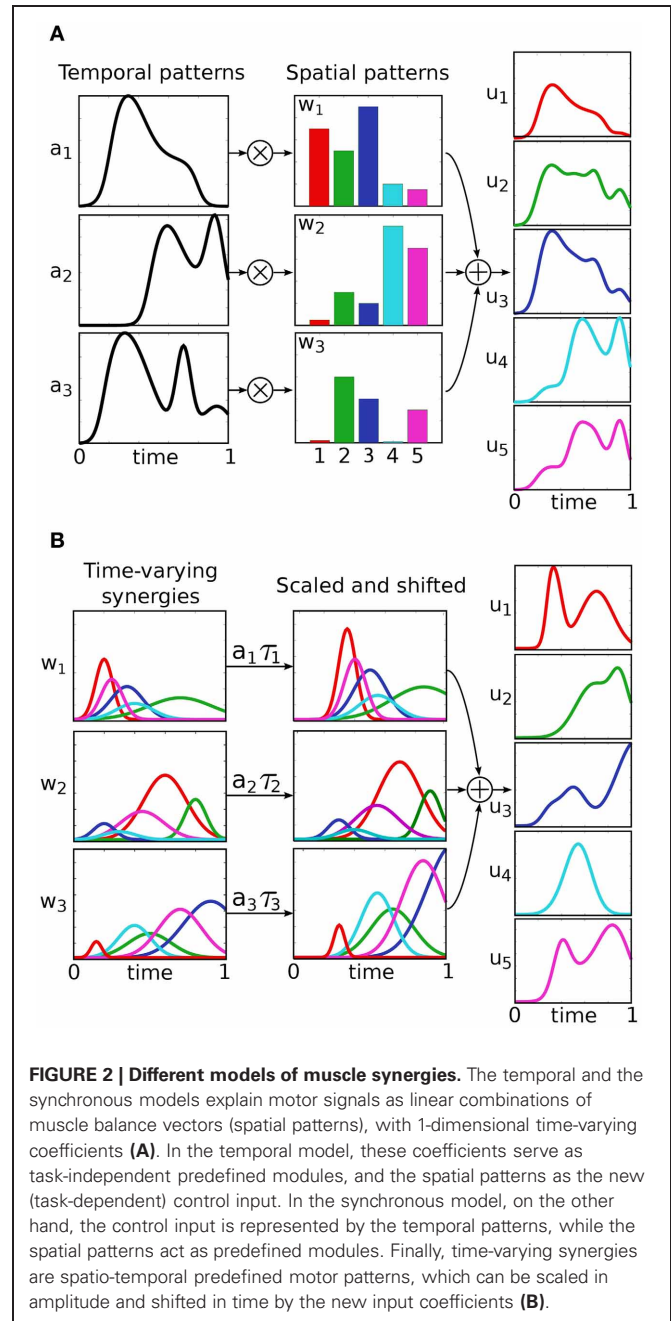 A
Temporal patterns
Spatial patterns
a1
a2
a3
0 time 1
w1
w2
w3
1 2 3 4 5
u1
u2
u3
u4
u5
0 time 1
B
Time-varying
synergies
Scaled and shifted
w1
w2
w3
0 time 1
a1 τ1
a2 τ2
a3 τ3
0 time 1
u1
u2
u3
u4
u5
0 time 1
FIGURE 2 | Different models of muscle synergies. The temporal and the
synchronous models explain motor signals as linear combinations of
muscle balance vectors (spatial patterns), with 1-dimensional time-varying
coefficients (A). In the temporal model, these coefficients serve as
task-independent predefined modules, and the spatial patterns as the new
(task-dependent) control input. In the synchronous model, on the other
hand, the control input is represented by the temporal patterns, while the
spatial patterns act as predefined modules. Finally, time-varying synergies
are spatio-temporal predefined motor patterns, which can be scaled in
amplitude and shifted in time by the new input coefficients (B).